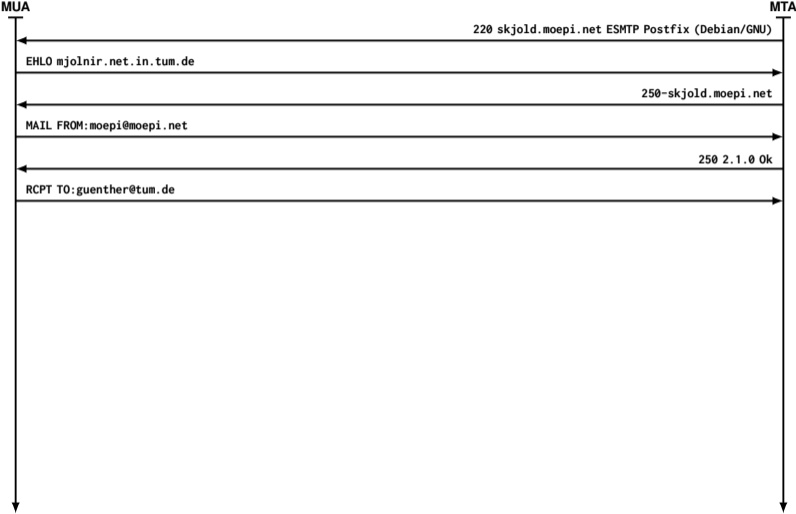 MUA
MTA
220 skjold.moepi.net ESMTP Postfix (Debian/GNU)
EHLO mjolnir.net.in.tum.de
250-skjold.moepi.net
MAIL FROM:moepi@moepi.net
250 2.1.0 Ok
RCPT TO:guenther@tum.de